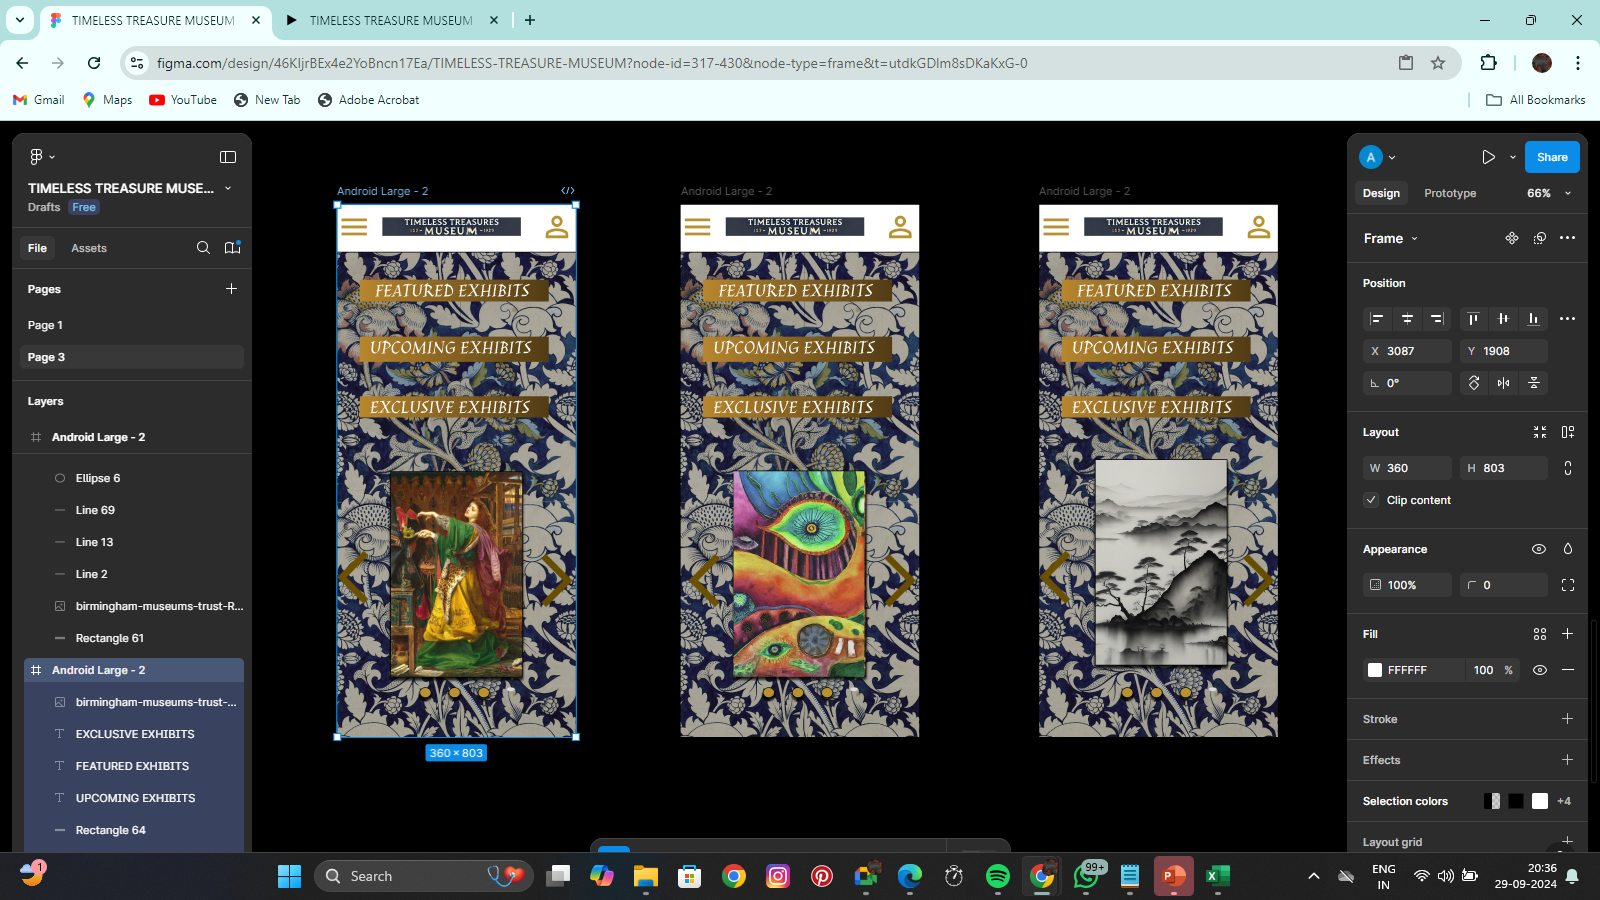 TIMELESS TREASURE MUSEUM
TIMELESS TREASURE MUSEUM
figma.com/design/46KIjrBEx4e2YoBncn17Ea/TIMELESS-TREASURE-MUSEUM?node-id=317-430&node-type=frame&t=utdkGDlm8sDKaKxG-0
Gmail
Maps
YouTube
New Tab
Adobe Acrobat
All Bookmarks
TIMELESS TREASURE MUSE...
Drafts
Free
File
Assets
Pages
Page 1
Page 3
Layers
Android Large - 2
Ellipse 6
Line 69
Line 13
Line 2
birmingham-museums-trust-R...
Rectangle 61
Android Large - 2
birmingham-museums-trust-...
EXCLUSIVE EXHIBITS
FEATURED EXHIBITS
UPCOMING EXHIBITS
Rectangle 64
Android Large - 2
TIMELESS TREASURES
MUSEUM
FEATURED EXHIBITS
UPCOMING EXHIBITS
EXCLUSIVE EXHIBITS
360 × 803
Android Large - 2
TIMELESS TREASURES
MUSEUM
FEATURED EXHIBITS
UPCOMING EXHIBITS
EXCLUSIVE EXHIBITS
Android Large - 2
TIMELESS TREASURES
MUSEUM
FEATURED EXHIBITS
UPCOMING EXHIBITS
EXCLUSIVE EXHIBITS
A
Share
Design
Prototype
66%
Frame
Position
X 3087
Y 1908
0°
Layout
W 360
H 803
Clip content
Appearance
100%
0
Fill
FFFFFF
100 %
Stroke
Effects
Selection colors
+4
Layout grid
1
Search
99+
ENG
IN
20:36
29-09-2024